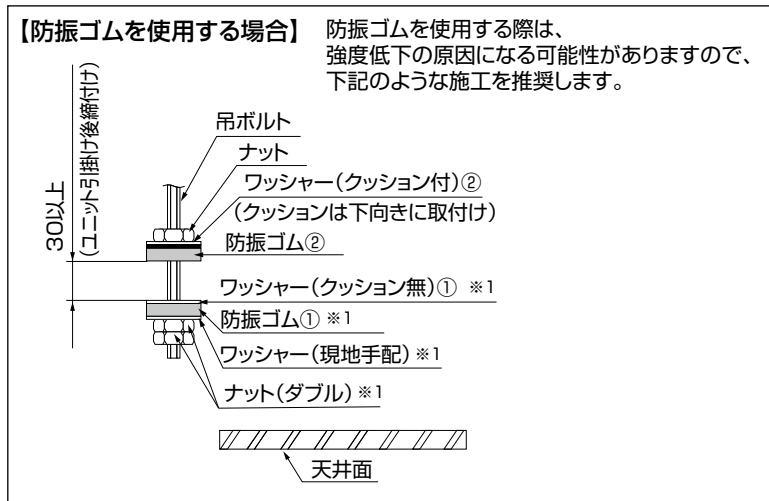 【防振ゴムを使用する場合】
防振ゴムを使用する際は、
強度低下の原因になる可能性がありますので、
下記のような施工を推奨します。
30以上
(ユニット引掛け後締付け)
吊ボルト
ナット
ワッシャー(クッション付)②
(クッションは下向きに取付け)
防振ゴム②
ワッシャー(クッション無)① ※1
防振ゴム① ※1
ワッシャー(現地手配) ※1
ナット(ダブル) ※1
天井面